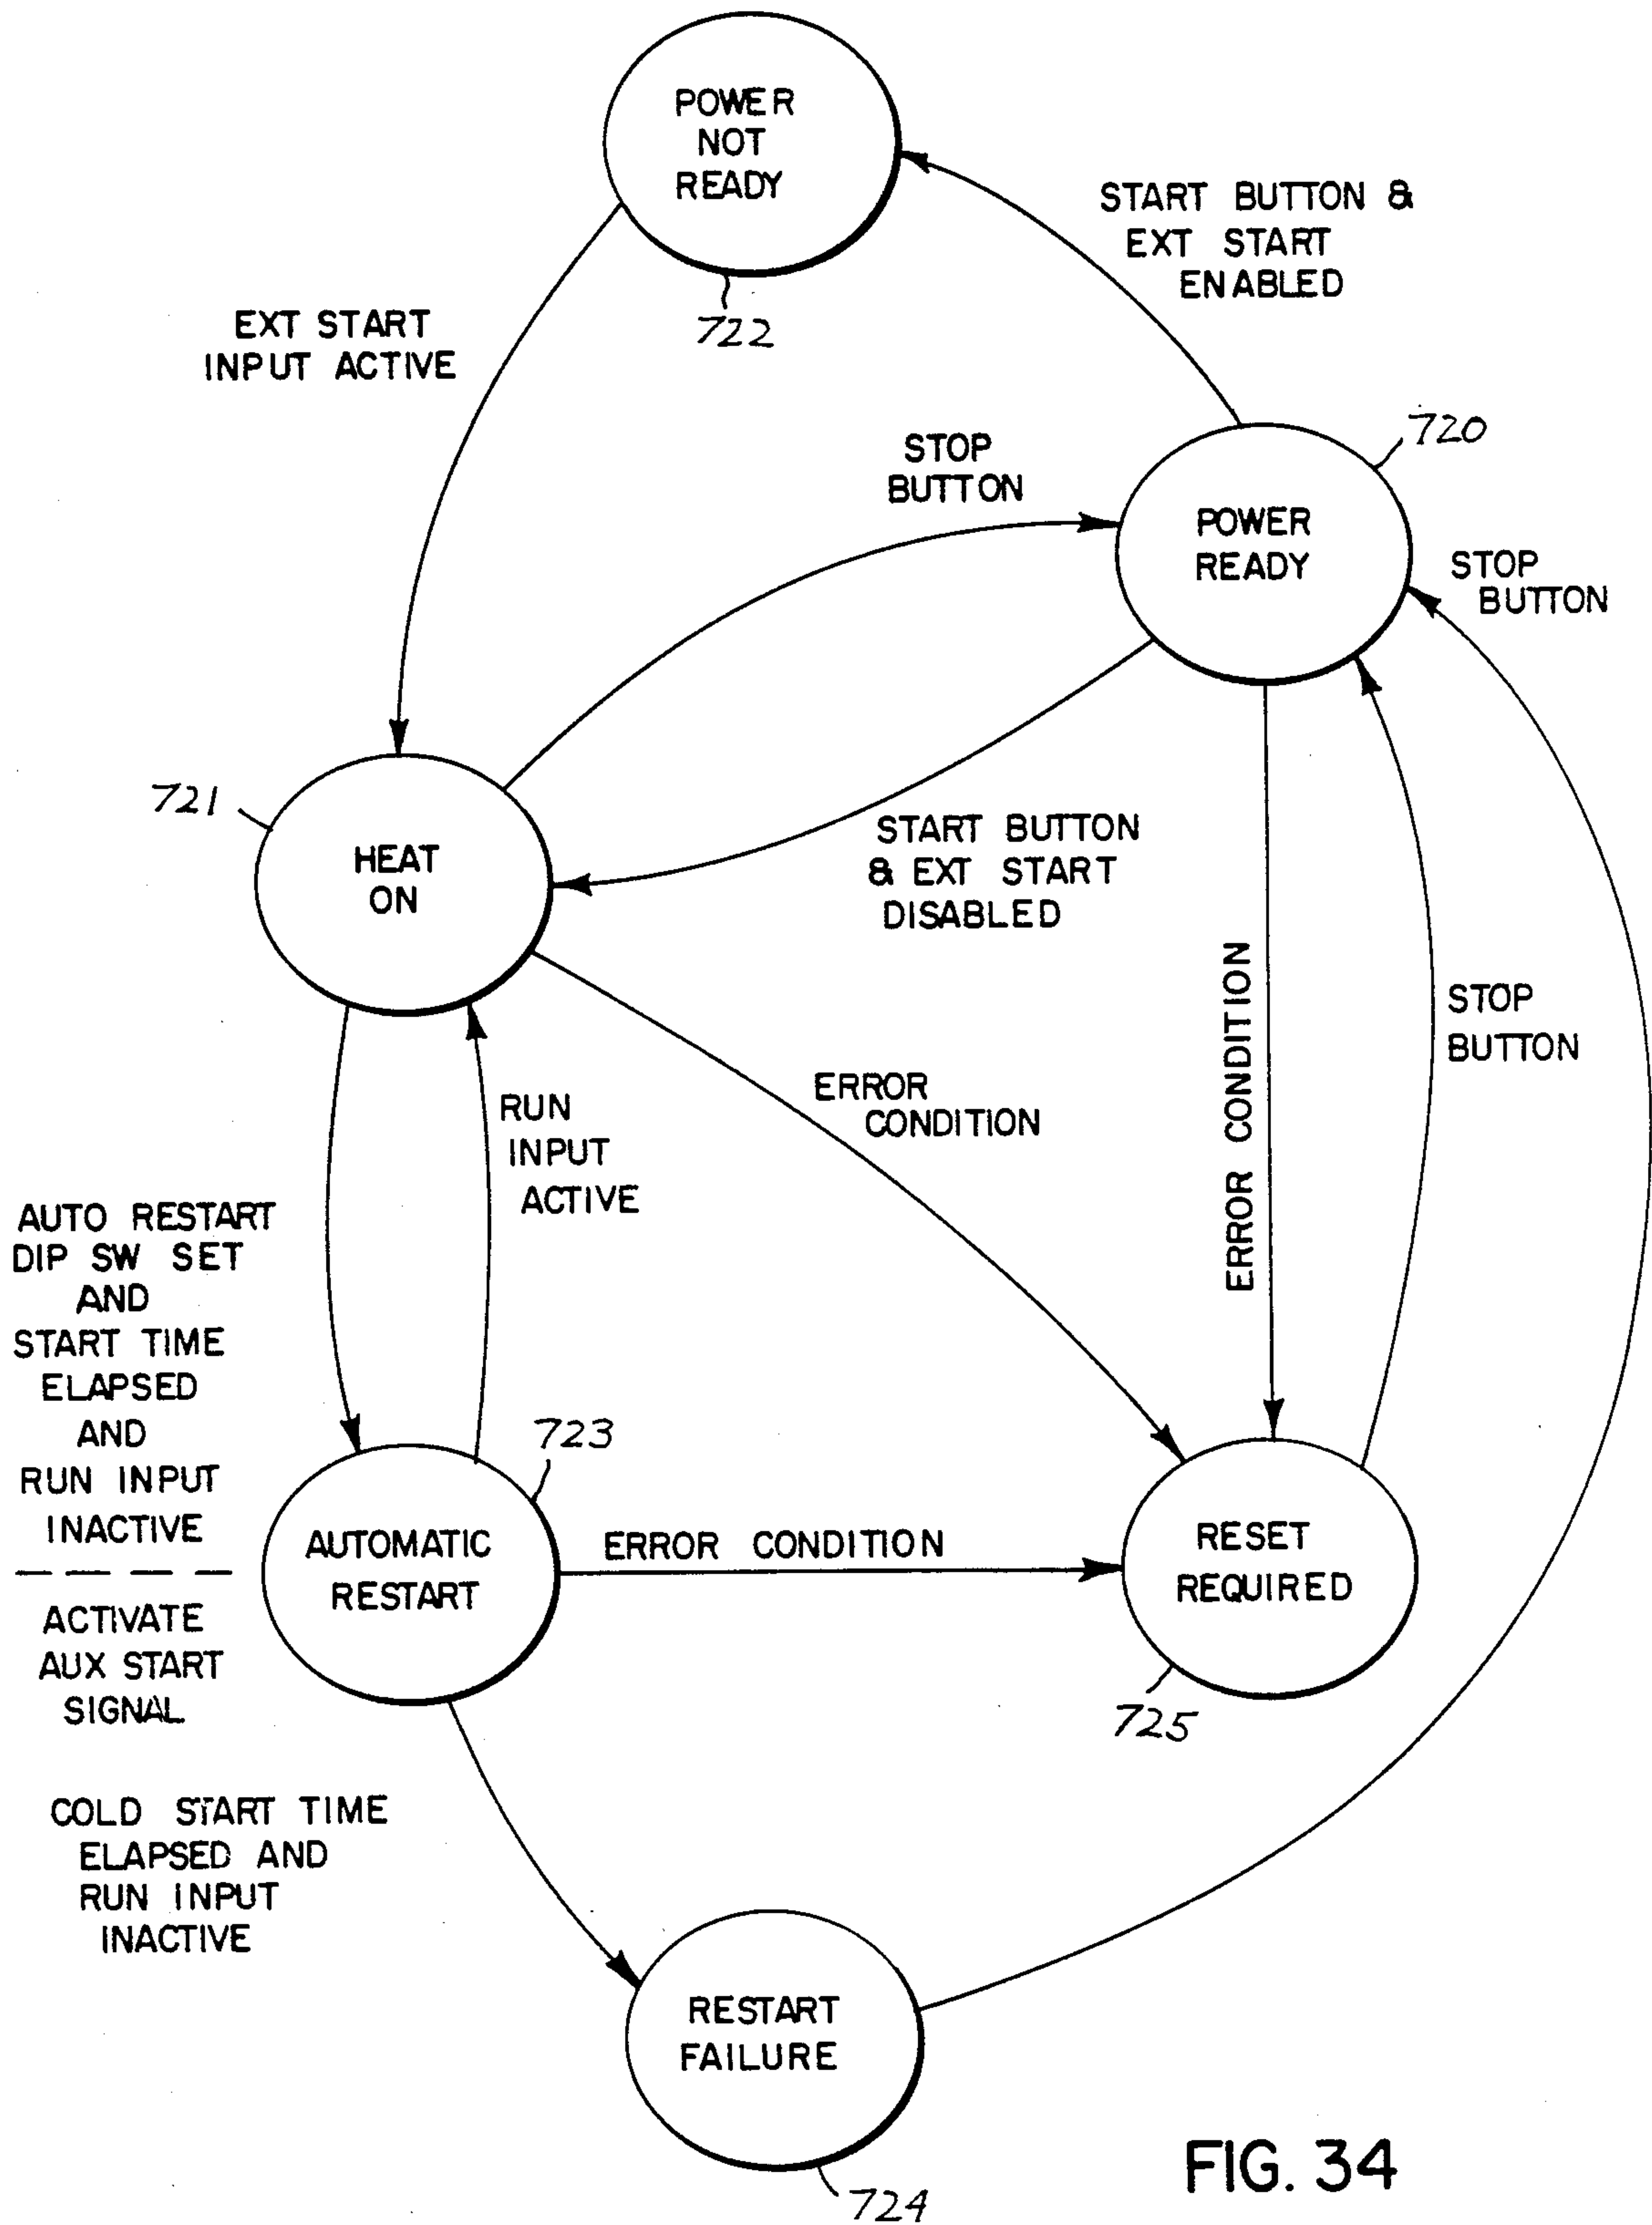 POWER
NOT
READY
722
START BUTTON &
EXT START
ENABLED
EXT START
INPUT ACTIVE
720
STOP
BUTTON
POWER
READY
STOP
BUTTON
721
HEAT
ON
START BUTTON
& EXT START
DISABLED
ERROR CONDITION
STOP
BUTTON
RUN
INPUT
ACTIVE
ERROR
CONDITION
AUTO RESTART
DIP SW SET
AND
START TIME
ELAPSED
AND
RUN INPUT
INACTIVE
ACTIVATE
AUX START
SIGNAL
723
AUTOMATIC
RESTART
ERROR CONDITION
RESET
REQUIRED
725
COLD START TIME
ELAPSED AND
RUN INPUT
INACTIVE
RESTART
FAILURE
724
FIG. 34